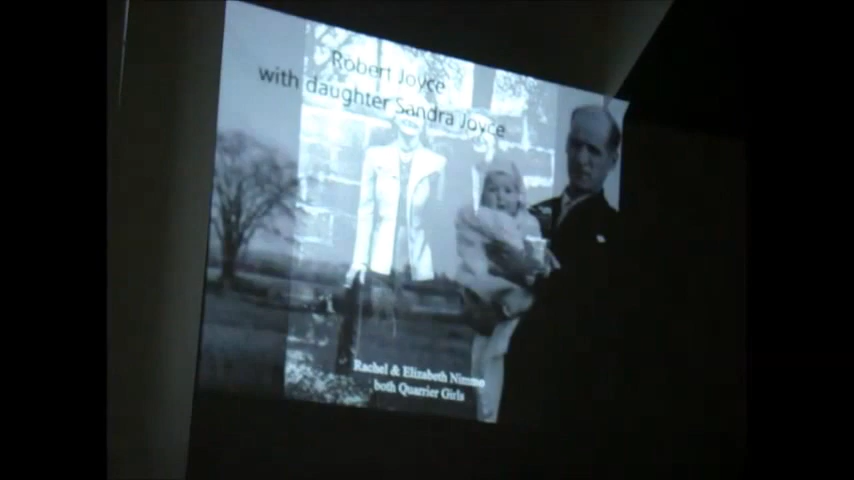 Robert Joyce
with daughter Sandra Joyce
Rachel & Elizabeth Nimmo
both Quarrier Girls